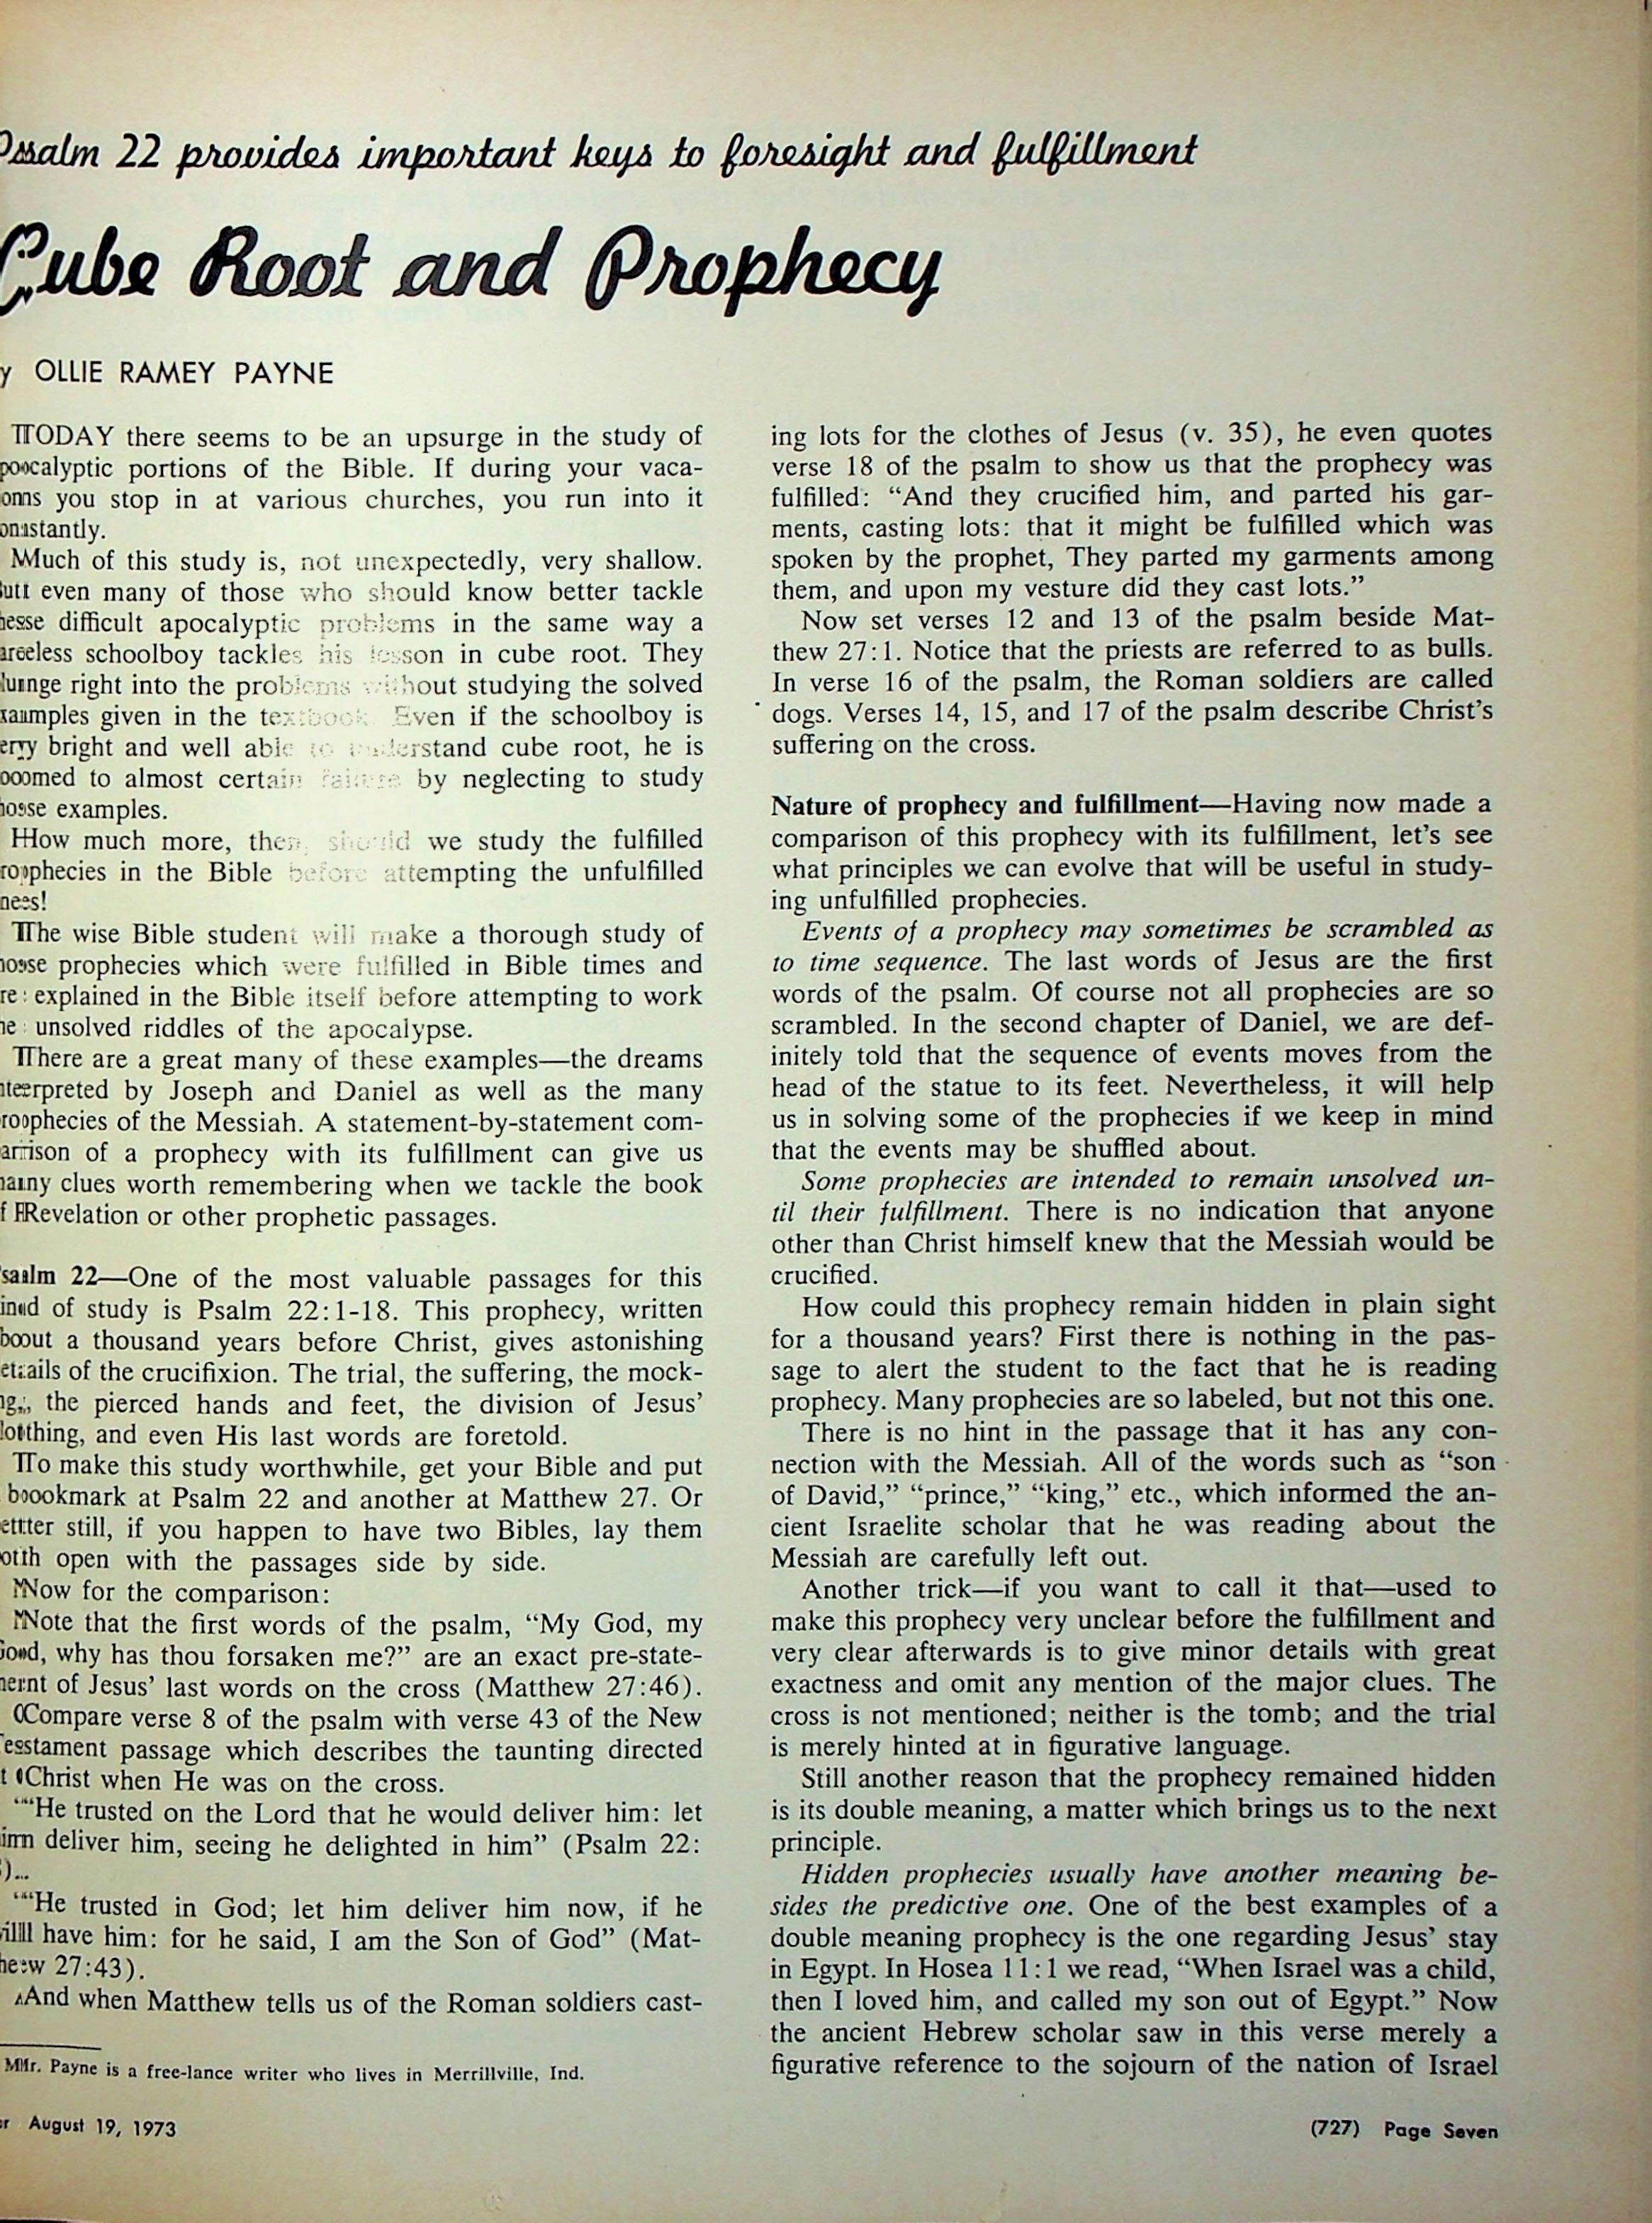 Psalm 22 provides important keys to foresight and fulfillment
Cube Root and Prophecy
y OLLIE RAMEY PAYNE
TODAY there seems to be an upsurge in the study of
pocalyptic portions of the Bible. If during your vaca-
ons you stop in at various churches, you run into it
onstantly.
Much of this study is, not unexpectedly, very shallow.
But even many of those who should know better tackle
hese difficult apocalyptic problems in the same way a
areless schoolboy tackles his lesson in cube root. They
lunge right into the problems without studying the solved
xamples given in the textbook. Even if the schoolboy is
ery bright and well able to understand cube root, he is
oomed to almost certain failure by neglecting to study
hose examples.
How much more, then, should we study the fulfilled
rophecies in the Bible before attempting the unfulfilled
nes!
The wise Bible student will make a thorough study of
hose prophecies which were fulfilled in Bible times and
re explained in the Bible itself before attempting to work
he unsolved riddles of the apocalypse.
There are a great many of these examples—the dreams
nterpreted by Joseph and Daniel as well as the many
rophecies of the Messiah. A statement-by-statement com-
arison of a prophecy with its fulfillment can give us
many clues worth remembering when we tackle the book
f Revelation or other prophetic passages.
Psalm 22—One of the most valuable passages for this
ind of study is Psalm 22:1-18. This prophecy, written
bout a thousand years before Christ, gives astonishing
etails of the crucifixion. The trial, the suffering, the mock-
ng, the pierced hands and feet, the division of Jesus’
lothing, and even His last words are foretold.
To make this study worthwhile, get your Bible and put
bookmark at Psalm 22 and another at Matthew 27. Or
etter still, if you happen to have two Bibles, lay them
oth open with the passages side by side.
Now for the comparison:
Note that the first words of the psalm, “My God, my
God, why has thou forsaken me?” are an exact pre-state-
ment of Jesus’ last words on the cross (Matthew 27:46).
Compare verse 8 of the psalm with verse 43 of the New
Testament passage which describes the taunting directed
t Christ when He was on the cross.
“He trusted on the Lord that he would deliver him: let
him deliver him, seeing he delighted in him” (Psalm 22:
8).
“He trusted in God; let him deliver him now, if he
will have him: for he said, I am the Son of God” (Mat-
hew 27:43).
And when Matthew tells us of the Roman soldiers cast-
Mr. Payne is a free-lance writer who lives in Merrillville, Ind.
ing lots for the clothes of Jesus (v. 35), he even quotes
verse 18 of the psalm to show us that the prophecy was
fulfilled: “And they crucified him, and parted his gar-
ments, casting lots: that it might be fulfilled which was
spoken by the prophet, They parted my garments among
them, and upon my vesture did they cast lots.”
Now set verses 12 and 13 of the psalm beside Mat-
thew 27:1. Notice that the priests are referred to as bulls.
In verse 16 of the psalm, the Roman soldiers are called
dogs. Verses 14, 15, and 17 of the psalm describe Christ’s
suffering on the cross.
Nature of prophecy and fulfillment—Having now made a
comparison of this prophecy with its fulfillment, let’s see
what principles we can evolve that will be useful in study-
ing unfulfilled prophecies.
Events of a prophecy may sometimes be scrambled as
to time sequence. The last words of Jesus are the first
words of the psalm. Of course not all prophecies are so
scrambled. In the second chapter of Daniel, we are def-
initely told that the sequence of events moves from the
head of the statue to its feet. Nevertheless, it will help
us in solving some of the prophecies if we keep in mind
that the events may be shuffled about.
Some prophecies are intended to remain unsolved un-
til their fulfillment. There is no indication that anyone
other than Christ himself knew that the Messiah would be
crucified.
How could this prophecy remain hidden in plain sight
for a thousand years? First there is nothing in the pas-
sage to alert the student to the fact that he is reading
prophecy. Many prophecies are so labeled, but not this one.
There is no hint in the passage that it has any con-
nection with the Messiah. All of the words such as “son
of David,” “prince,” “king,” etc., which informed the an-
cient Israelite scholar that he was reading about the
Messiah are carefully left out.
Another trick—if you want to call it that—used to
make this prophecy very unclear before the fulfillment and
very clear afterwards is to give minor details with great
exactness and omit any mention of the major clues. The
cross is not mentioned; neither is the tomb; and the trial
is merely hinted at in figurative language.
Still another reason that the prophecy remained hidden
is its double meaning, a matter which brings us to the next
principle.
Hidden prophecies usually have another meaning be-
sides the predictive one. One of the best examples of a
double meaning prophecy is the one regarding Jesus’ stay
in Egypt. In Hosea 11:1 we read, “When Israel was a child,
then I loved him, and called my son out of Egypt.” Now
the ancient Hebrew scholar saw in this verse merely a
figurative reference to the sojourn of the nation of Israel
r August 19, 1973
(727) Page Seven